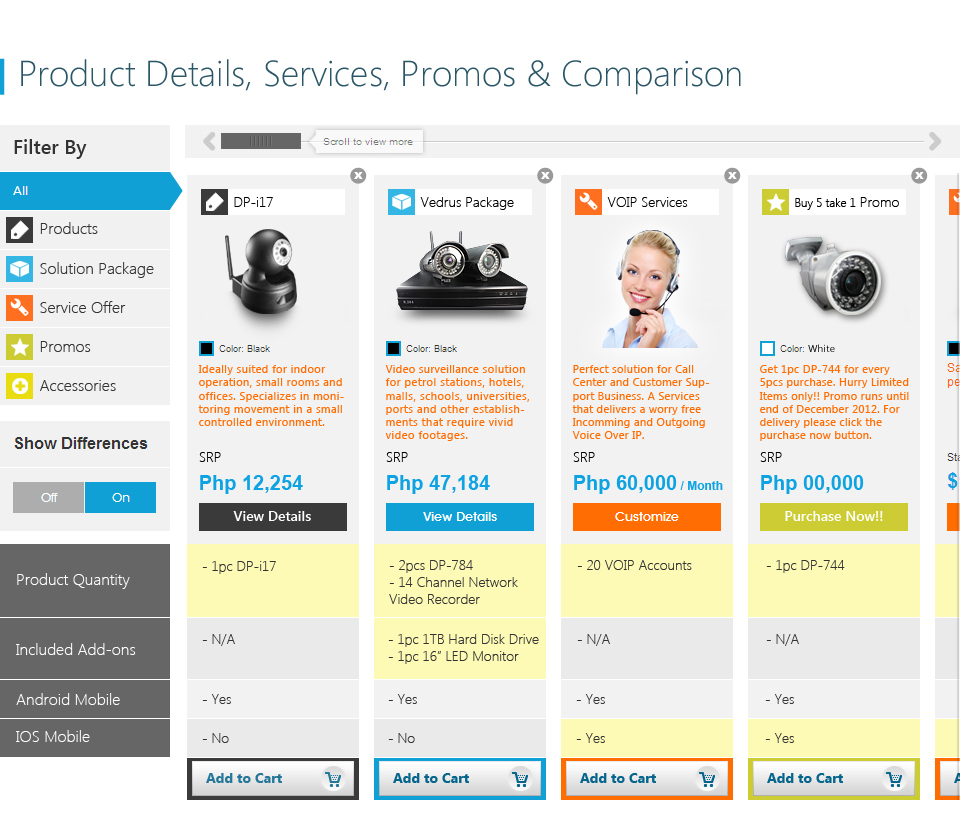 Product Details, Services, Promos & Comparison
Filter By
All
Products
Solution Package
Service Offer
Promos
Accessories
Show Differences
Off On
Scroll to view more
DP-i17
Color: Black
Ideally suited for indoor
operation, small rooms and
offices. Specializes in moni-
toring movement in a small
controlled environment.
SRP
Php 12,254
View Details
Vedrus Package
Color: Black
Video surveillance solution
for petrol stations, hotels,
malls, schools, universities,
ports and other establish-
ments that require vivid
video footages.
SRP
Php 47,184
View Details
VOIP Services
Perfect solution for Call
Center and Customer Sup-
port Business. A Services
that delivers a worry free
Incomming and Outgoing
Voice Over IP.
SRP
Php 60,000 / Month
Customize
Buy 5 take 1 Promo
Color: White
Get 1pc DP-744 for every
5pcs purchase. Hurry Limited
Items only!! Promo runs until
end of December 2012. For
delivery please click the
purchase now button.
SRP
Php 00,000
Purchase Now!!
$
Product Quantity
- 1pc DP-i17
- 2pcs DP-784
- 14 Channel Network
Video Recorder
- 20 VOIP Accounts
- 1pc DP-744
Included Add-ons
- N/A
- 1pc 1TB Hard Disk Drive
- 1pc 16” LED Monitor
- N/A
- N/A
Android Mobile
- Yes
- Yes
- Yes
- Yes
IOS Mobile
- No
- No
- Yes
- Yes
Add to Cart
Add to Cart
Add to Cart
Add to Cart